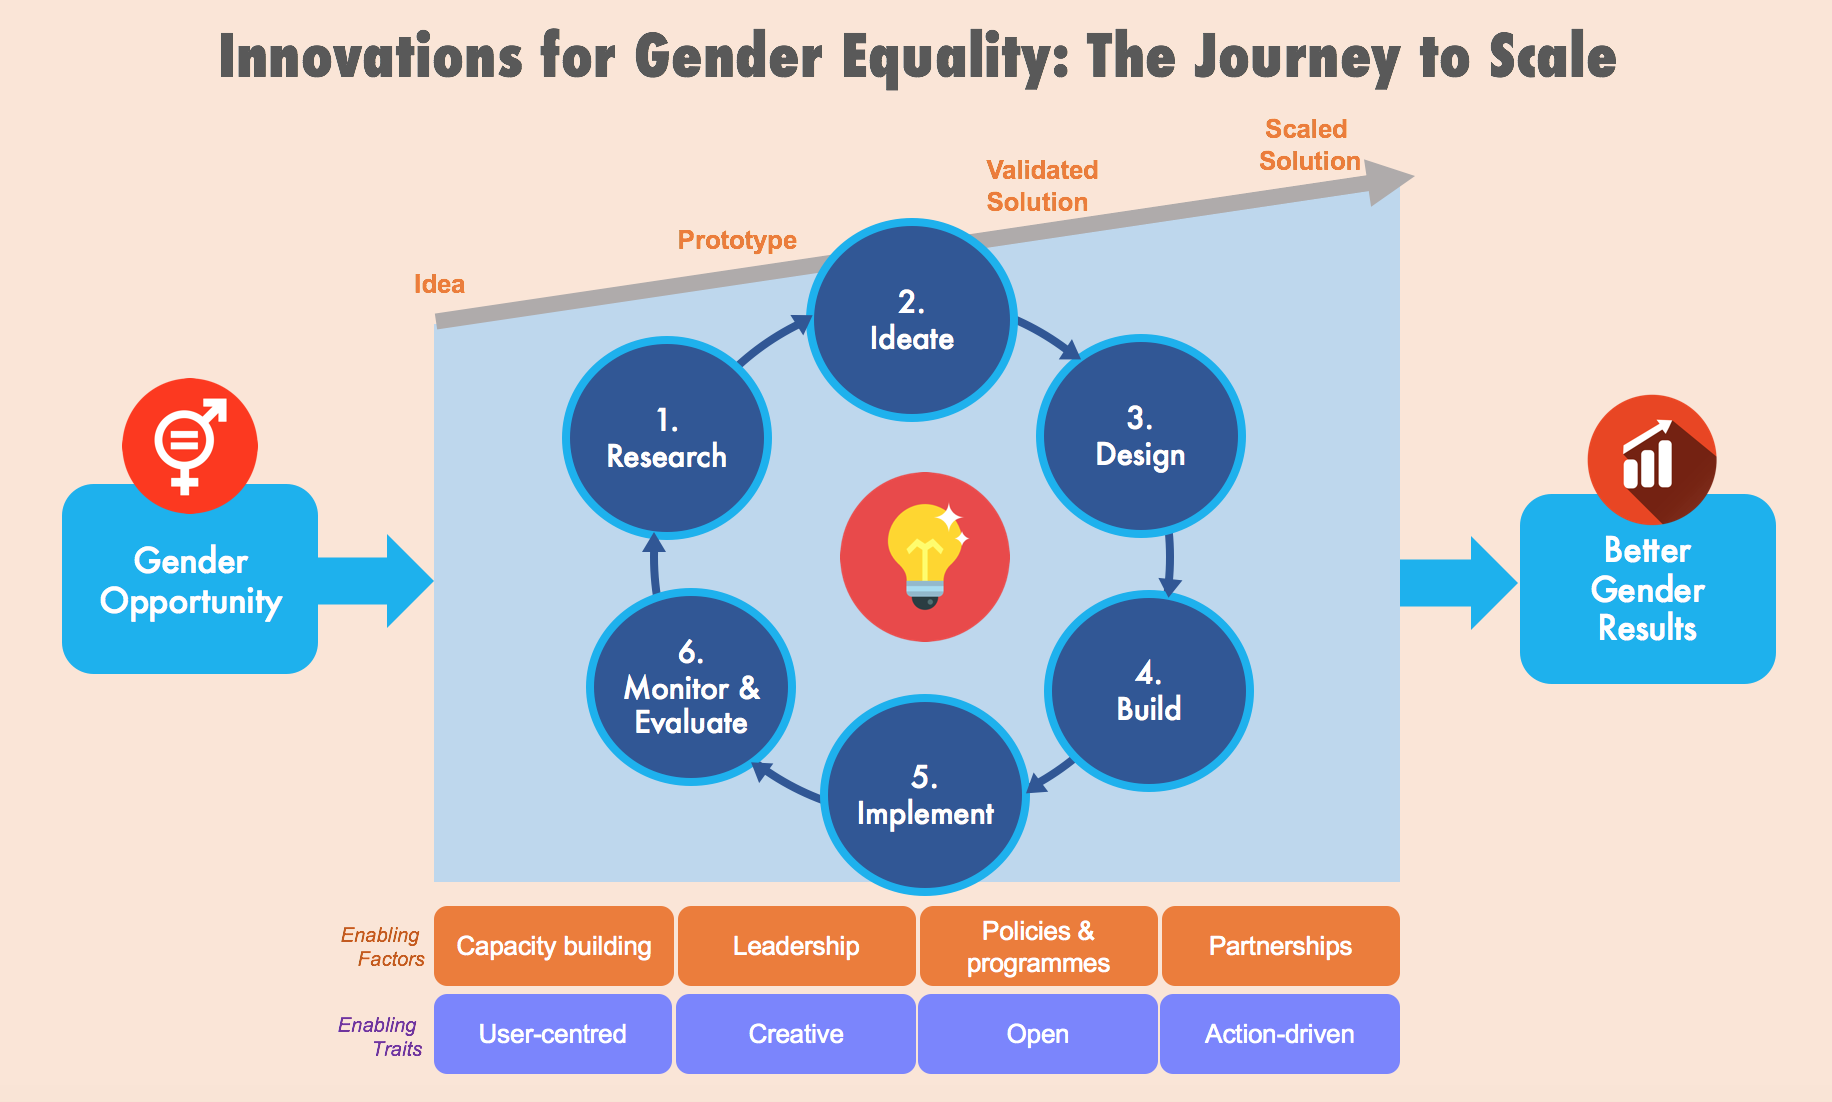 Innovations for Gender Equality: The Journey to Scale
Scaled
Solution
Validated
Solution
Prototype
Idea
Gender
Opportunity
1.
Research
2.
Ideate
3.
Design
4.
Build
5.
Implement
6.
Monitor &
Evaluate
Better
Gender
Results
Enabling
Factors
Capacity building
Leadership
Policies &
programmes
Partnerships
Enabling
Traits
User-centred
Creative
Open
Action-driven